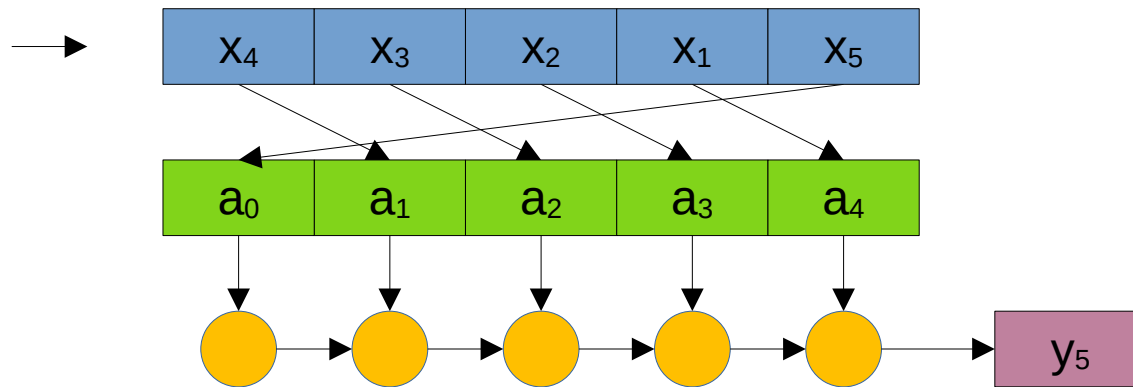 x₄ x₃ x₂ x₁ x₅
a₀ a₁ a₂ a₃ a₄
y₅